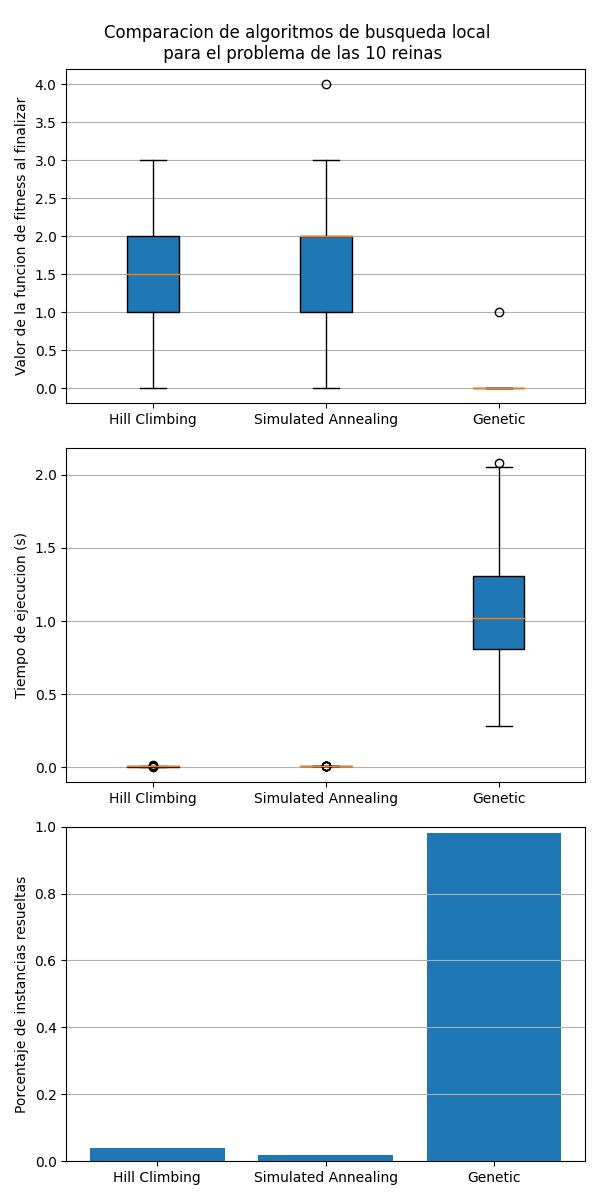 Comparacion de algoritmos de busqueda local
para el problema de las 10 reinas
Valor de la funcion de fitness al finalizar
4.0
3.5
3.0
2.5
2.0
1.5
1.0
0.5
0.0
Hill Climbing Simulated Annealing Genetic
Tiempo de ejecucion (s)
2.0
1.5
1.0
0.5
0.0
Hill Climbing Simulated Annealing Genetic
Porcentaje de instancias resueltas
1.0
0.8
0.6
0.4
0.2
0.0
Hill Climbing Simulated Annealing Genetic